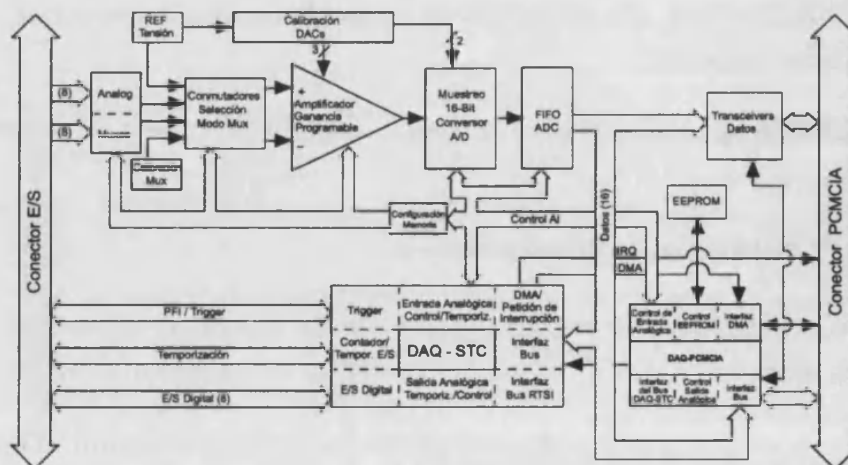 REF
Tensión
Calibración
DACs
3
2
(8)
(8)
Analog
Conmutadores
Selección
Modo Mux
+
Amplificador
Ganancia
Programable
−
Muestreo
16-Bit
Conversor
A/D
FIFO
ADC
Transceivers
Datos
Mux
Configuración
Memoria
Control AI
Datos (16)
EEPROM
IRQ
DMA
Conector E/S
Conector PCMCIA
PFI / Trigger
Temporización
E/S Digital (8)
Trigger
Entrada Analógica
Control/Temporiz.
DMA/
Petición de
Interrupción
Contador/
Tempor. E/S
DAQ - STC
Interfaz
Bus
E/S Digital
Salida Analógica
Temporiz./Control
Interfaz
Bus RTSI
Control de
Entrada
Analógica
Control
EEPROM
Interfaz
DMA
DAQ-PCMCIA
Interfaz
del Bus
DAQ-STC
Control
Salida
Analógica
Interfaz
Bus